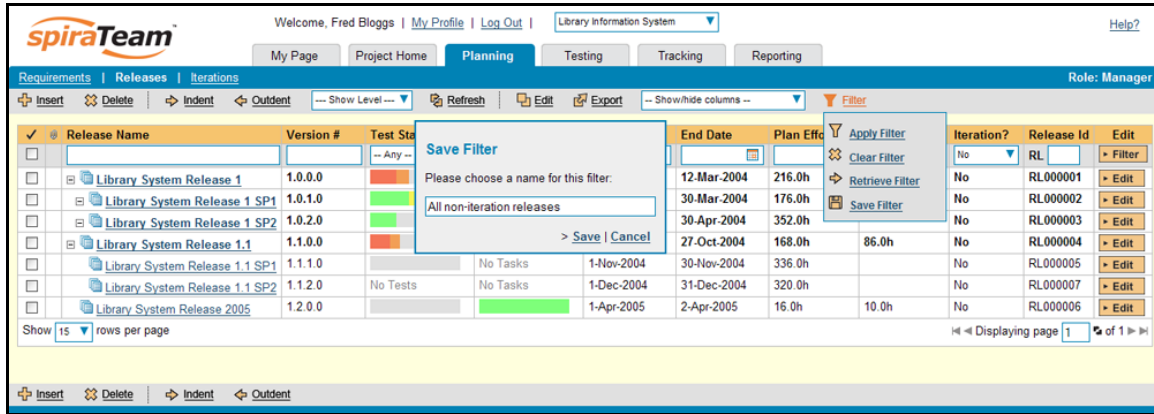 spiraTeam
Welcome, Fred Bloggs | My Profile | Log Out | Library Information System
Help?
My Page Project Home Planning Testing Tracking Reporting
Requirements | Releases | Iterations Role: Manager
Insert Delete Indent Outdent --- Show Level --- Refresh Edit Export -- Show/hide columns -- Filter
Release Name Version # Test Sta End Date Plan Effo Iteration? Release Id Edit
-- Any -- No RL Filter
Library System Release 1 1.0.0.0 12-Mar-2004 216.0h No RL000001 Edit
Library System Release 1 SP1 1.0.1.0 30-Mar-2004 176.0h No RL000002 Edit
Library System Release 1 SP2 1.0.2.0 30-Apr-2004 352.0h No RL000003 Edit
Library System Release 1.1 1.1.0.0 27-Oct-2004 168.0h 86.0h No RL000004 Edit
Library System Release 1.1 SP1 1.1.1.0 No Tasks 1-Nov-2004 30-Nov-2004 336.0h No RL000005 Edit
Library System Release 1.1 SP2 1.1.2.0 No Tests No Tasks 1-Dec-2004 31-Dec-2004 320.0h No RL000007 Edit
Library System Release 2005 1.2.0.0 1-Apr-2005 2-Apr-2005 16.0h 10.0h No RL000006 Edit
Save Filter
Please choose a name for this filter:
All non-iteration releases
> Save | Cancel
Apply Filter
Clear Filter
Retrieve Filter
Save Filter
Show 15 rows per page Displaying page 1 of 1
Insert Delete Indent Outdent